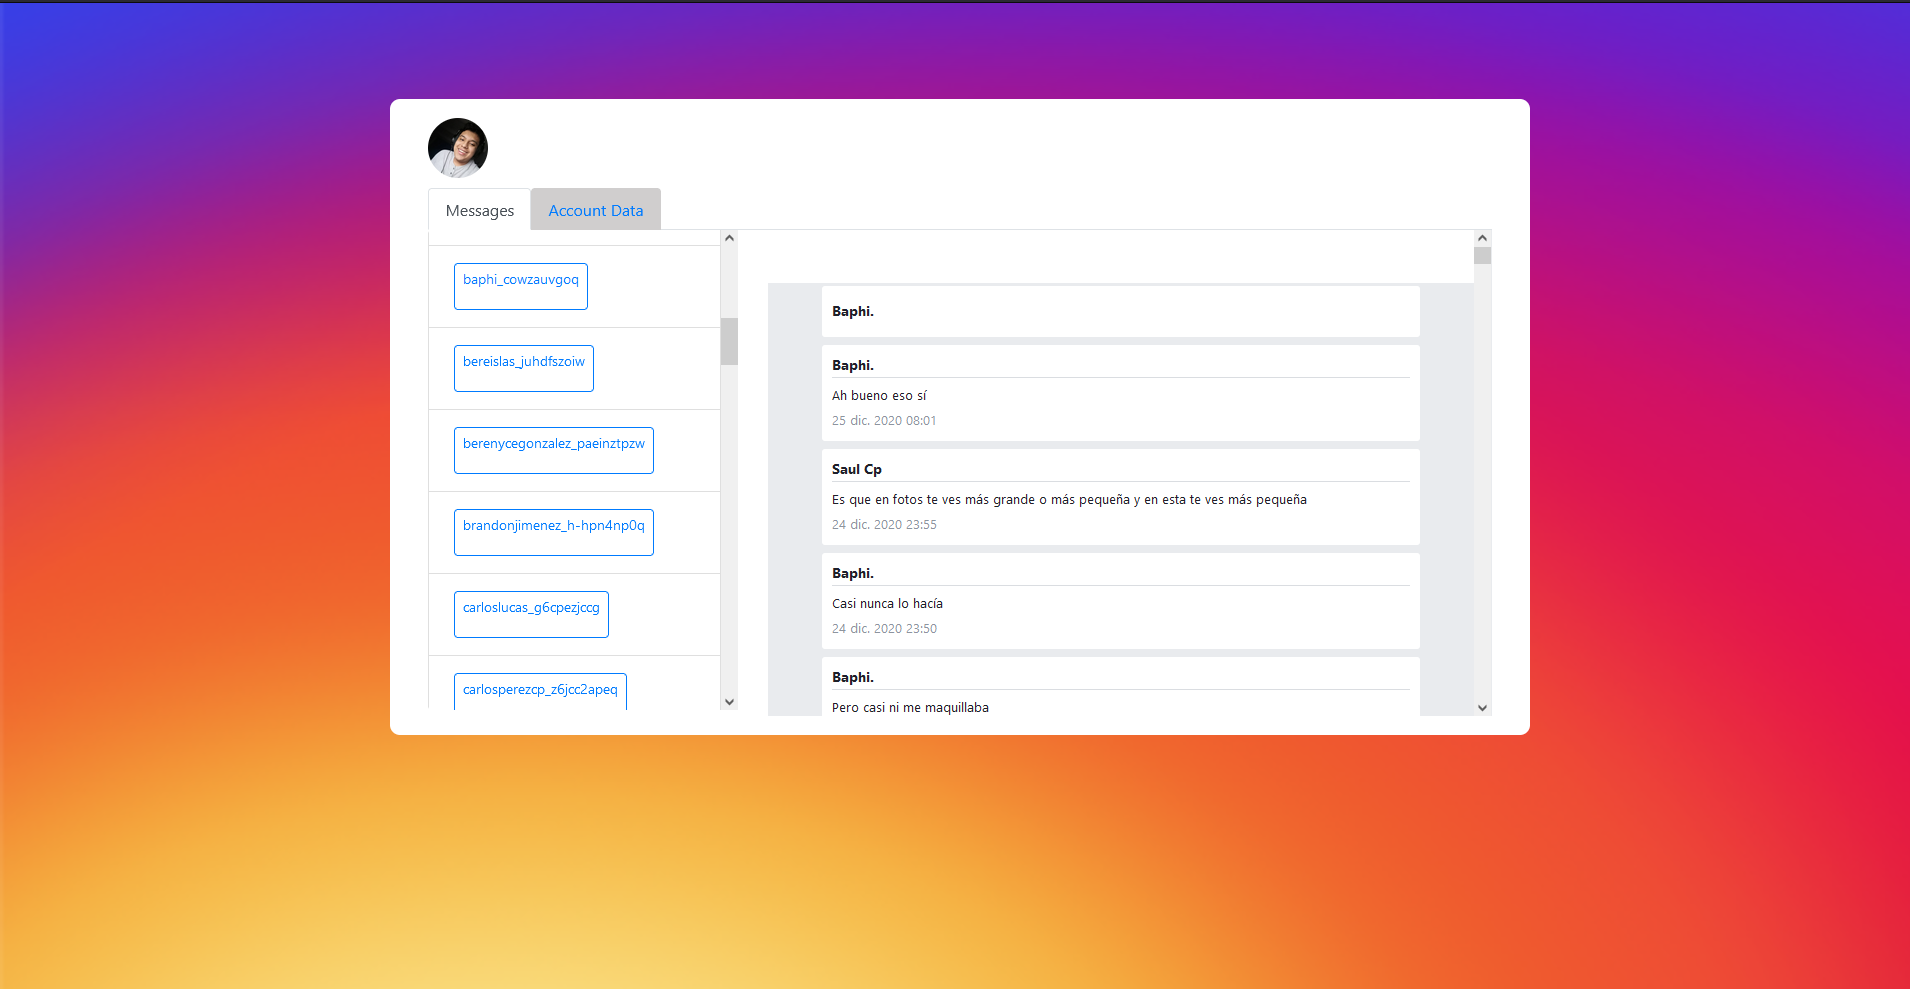 Messages
Account Data
baphi_cowzauvgoq
bereislas_juhdfszoiw
berenycegonzalez_paeinztpzw
brandonjimenez_h-hpn4np0q
carloslucas_g6cpezjccg
carlosperezcp_z6jcc2apeq
Baphi.
Baphi.
Ah bueno eso sí
25 dic. 2020 08:01
Saul Cp
Es que en fotos te ves más grande o más pequeña y en esta te ves más pequeña
24 dic. 2020 23:55
Baphi.
Casi nunca lo hacía
24 dic. 2020 23:50
Baphi.
Pero casi ni me maquillaba